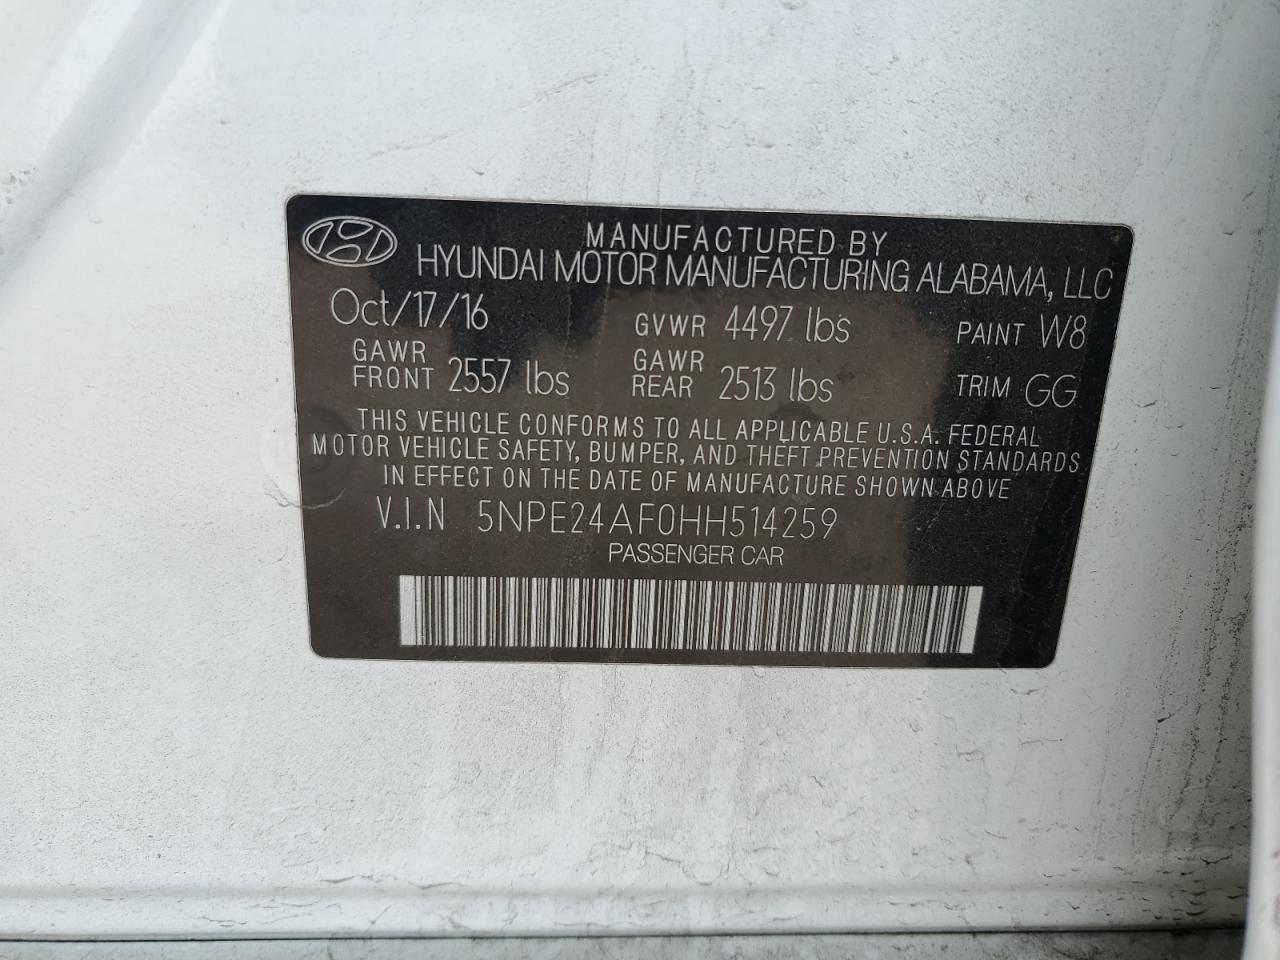 MANUFACTURED BY
HYUNDAI MOTOR MANUFACTURING ALABAMA, LLC
Oct/17/16 GVWR 4497 lbs PAINT W8
GAWR FRONT 2557 lbs GAWR REAR 2513 lbs TRIM GG
THIS VEHICLE CONFORMS TO ALL APPLICABLE U.S.A. FEDERAL
MOTOR VEHICLE SAFETY, BUMPER, AND THEFT PREVENTION STANDARDS
IN EFFECT ON THE DATE OF MANUFACTURE SHOWN ABOVE
V.I.N 5NPE24AF0HH514259
PASSENGER CAR